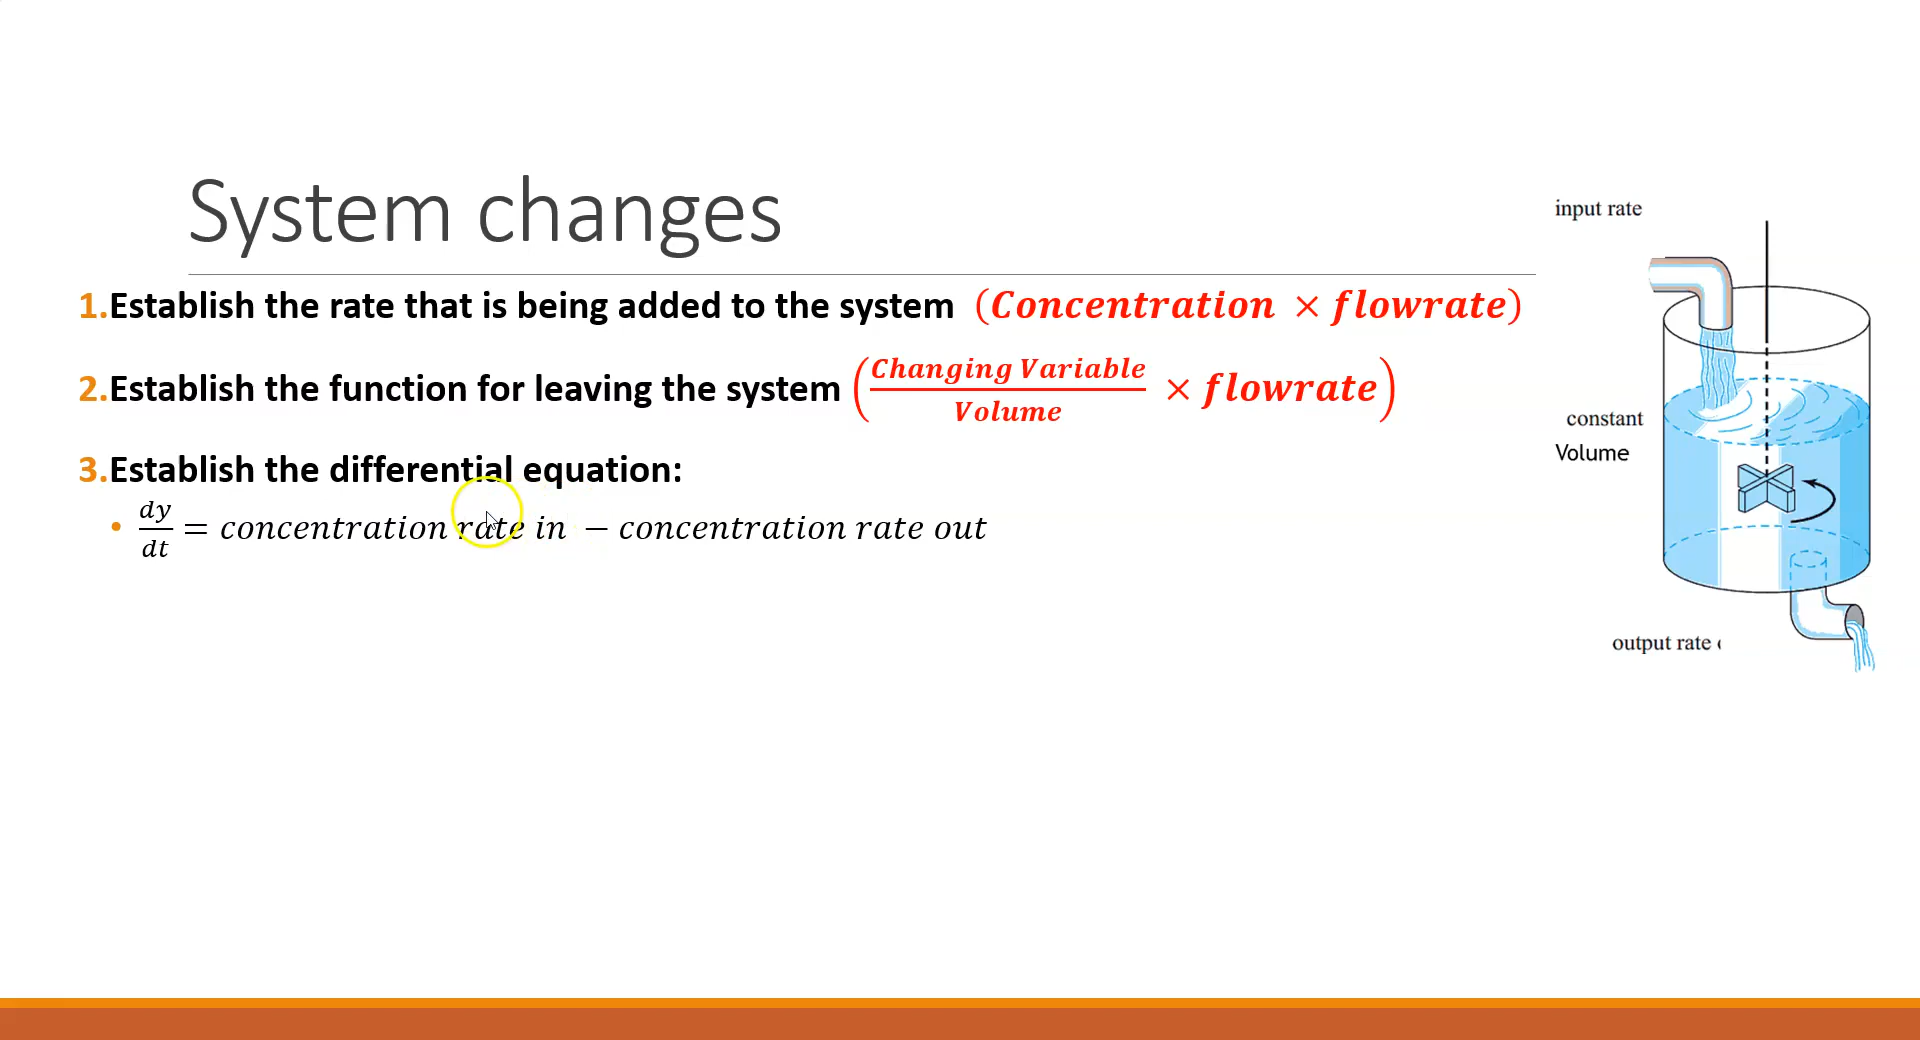 System changes
1.Establish the rate that is being added to the system (Concentration × flowrate)
2.Establish the function for leaving the system (Changing Variable / Volume × flowrate)
3.Establish the differential equation:
• dy/dt = concentration rate in − concentration rate out
input rate
constant
Volume
output rate